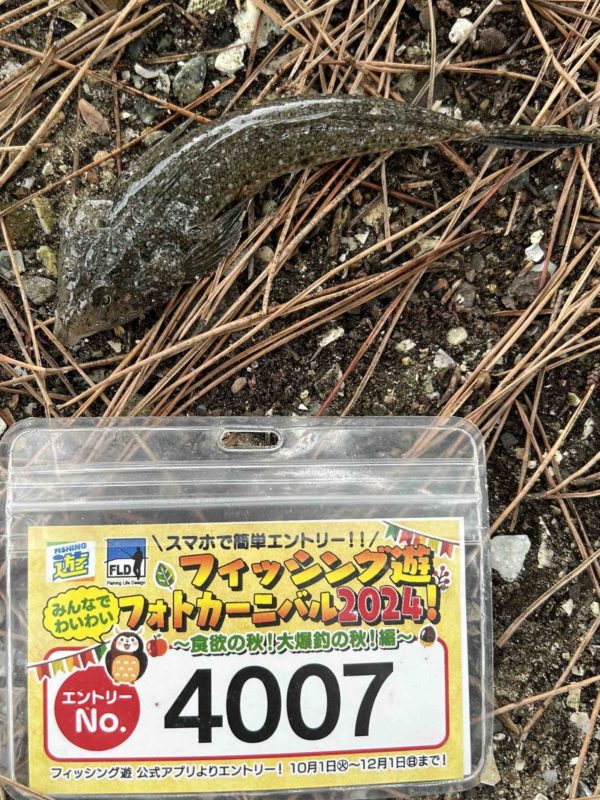 FISHING
遊
FLD
Fishing Life Design
\スマホで簡単エントリー!!/
フィッシング遊
みんなで
わいわい
フォトカーニバル2024!
〜食欲の秋!大爆釣の秋!編〜
エントリー
No.
4007
フィッシング遊 公式アプリよりエントリー! 10月1日㊋〜12月1日㊐まで!